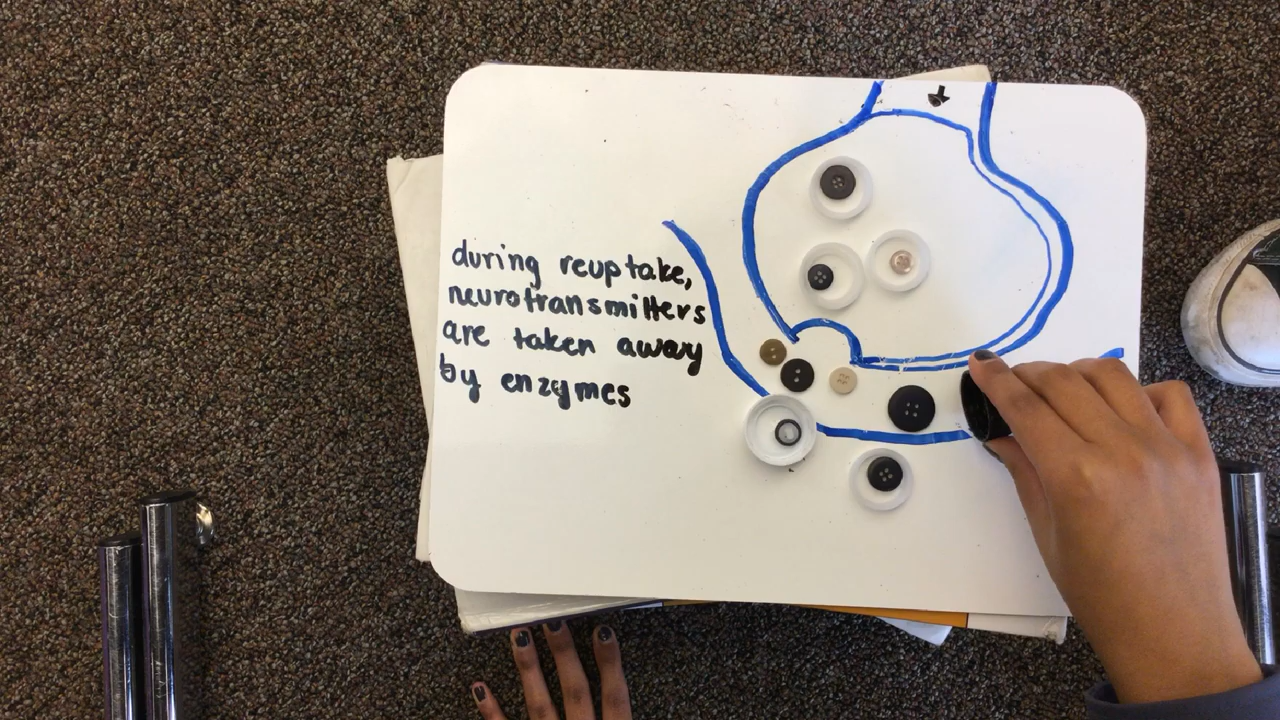 during reuptake,
neurotransmitters
are taken away
by enzymes